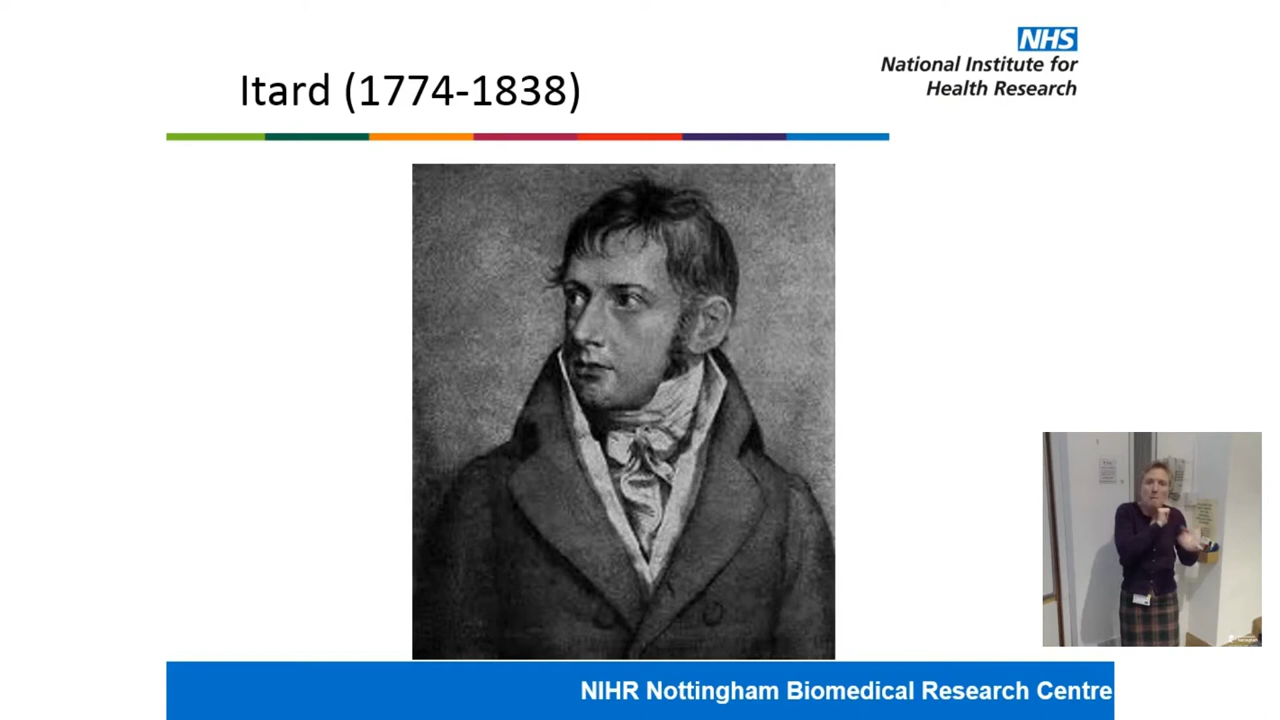 Itard (1774-1838)
NHS
National Institute for
Health Research
NIHR Nottingham Biomedical Research Centre